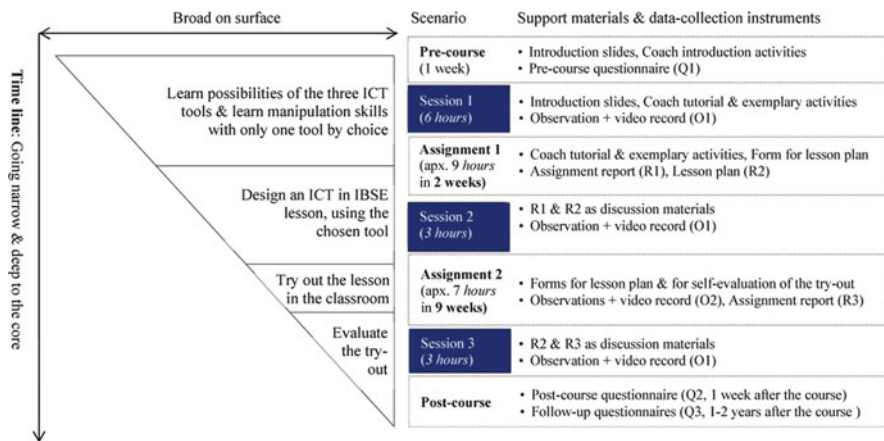 Broad on surface
Scenario
Support materials & data-collection instruments
Time line: Going narrow & deep to the core
Learn possibilities of the three ICT
tools & learn manipulation skills
with only one tool by choice
Design an ICT in IBSE
lesson, using the
chosen tool
Try out the lesson
in the classroom
Evaluate
the try-
out
Pre-course
(1 week)
• Introduction slides, Coach introduction activities
• Pre-course questionnaire (Q1)
Session 1
(6 hours)
• Introduction slides, Coach tutorial & exemplary activities
• Observation + video record (O1)
Assignment 1
(apx. 9 hours
in 2 weeks)
• Coach tutorial & exemplary activities, Form for lesson plan
• Assignment report (R1), Lesson plan (R2)
Session 2
(3 hours)
• R1 & R2 as discussion materials
• Observation + video record (O1)
Assignment 2
(apx. 7 hours
in 9 weeks)
• Forms for lesson plan & for self-evaluation of the try-out
• Observations + video record (O2), Assignment report (R3)
Session 3
(3 hours)
• R2 & R3 as discussion materials
• Observation + video record (O1)
Post-course
• Post-course questionnaire (Q2, 1 week after the course)
• Follow-up questionnaires (Q3, 1-2 years after the course )